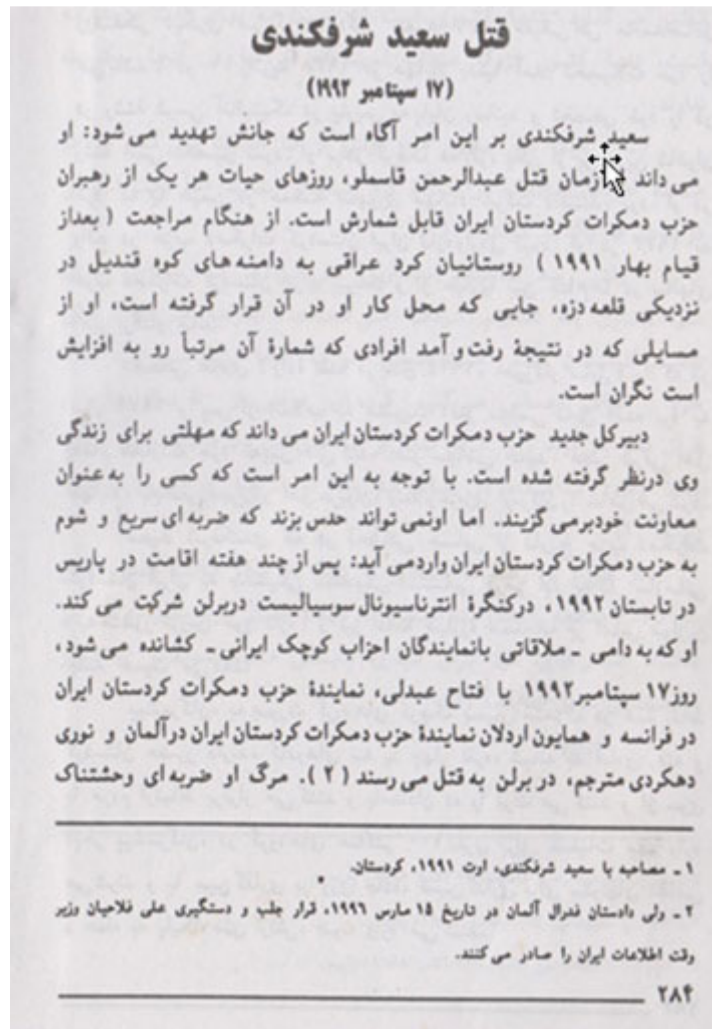 قتل سعید شرفکندی
(۱۷ سپتامبر ۱۹۹۲)
سعید شرفکندی بر این امر آگاه است که جانش تهدید می شود: او
می داند از زمان قتل عبدالرحمن قاسملو، روزهای حیات هر یک از رهبران
حزب دمکرات کردستان ایران قابل شمارش است. از هنگام مراجعت ( بعداز
قیام بهار ۱۹۹۱ ) روستانیان کرد عراقی به دامنه های کوه قندیل در
نزدیکی قلعه دزه، جایی که محل کار او در آن قرار گرفته است، او از
مسایلی که در نتیجهٔ رفت و آمد افرادی که شمارهٔ آن مرتباً رو به افزایش
است نگران است.
دبیرکل جدید حزب دمکرات کردستان ایران می داند که مهلتی برای زندگی
وی درنظر گرفته شده است. با توجه به این امر است که کسی را به عنوان
معاونت خودبرمی گزیند. اما اونمی تواند حدس بزند که ضربه ای سریع و شوم
به حزب دمکرات کردستان ایران واردمی آید: پس از چند هفته اقامت در پاریس
در تابستان ۱۹۹۲، درکنگرهٔ انترناسیونال سوسیالیست دربرلن شرکت می کند.
او که به دامی ـ ملاقاتی بانمایندگان احزاب کوچک ایرانی ـ کشانده می شود،
روز۱۷ سپتامبر۱۹۹۲ با فتاح عبدلی، نمایندهٔ حزب دمکرات کردستان ایران
در فرانسه و همایون اردلان نمایندهٔ حزب دمکرات کردستان ایران درآلمان و نوری
دهکردی مترجم، در برلن به قتل می رسند (۲). مرگ او ضربه ای وحشتناک
۱ ـ مصاحبه با سعید شرفکندی، اوت ۱۹۹۱، کردستان.
۲ ـ ولی دادستان فدرال آلمان در تاریخ ۱۵ مارس ۱۹۹۶، قرار جلب و دستگیری علی فلاحیان وزیر
وقت اطلاعات ایران را صادر می کنند.
۲۸۴